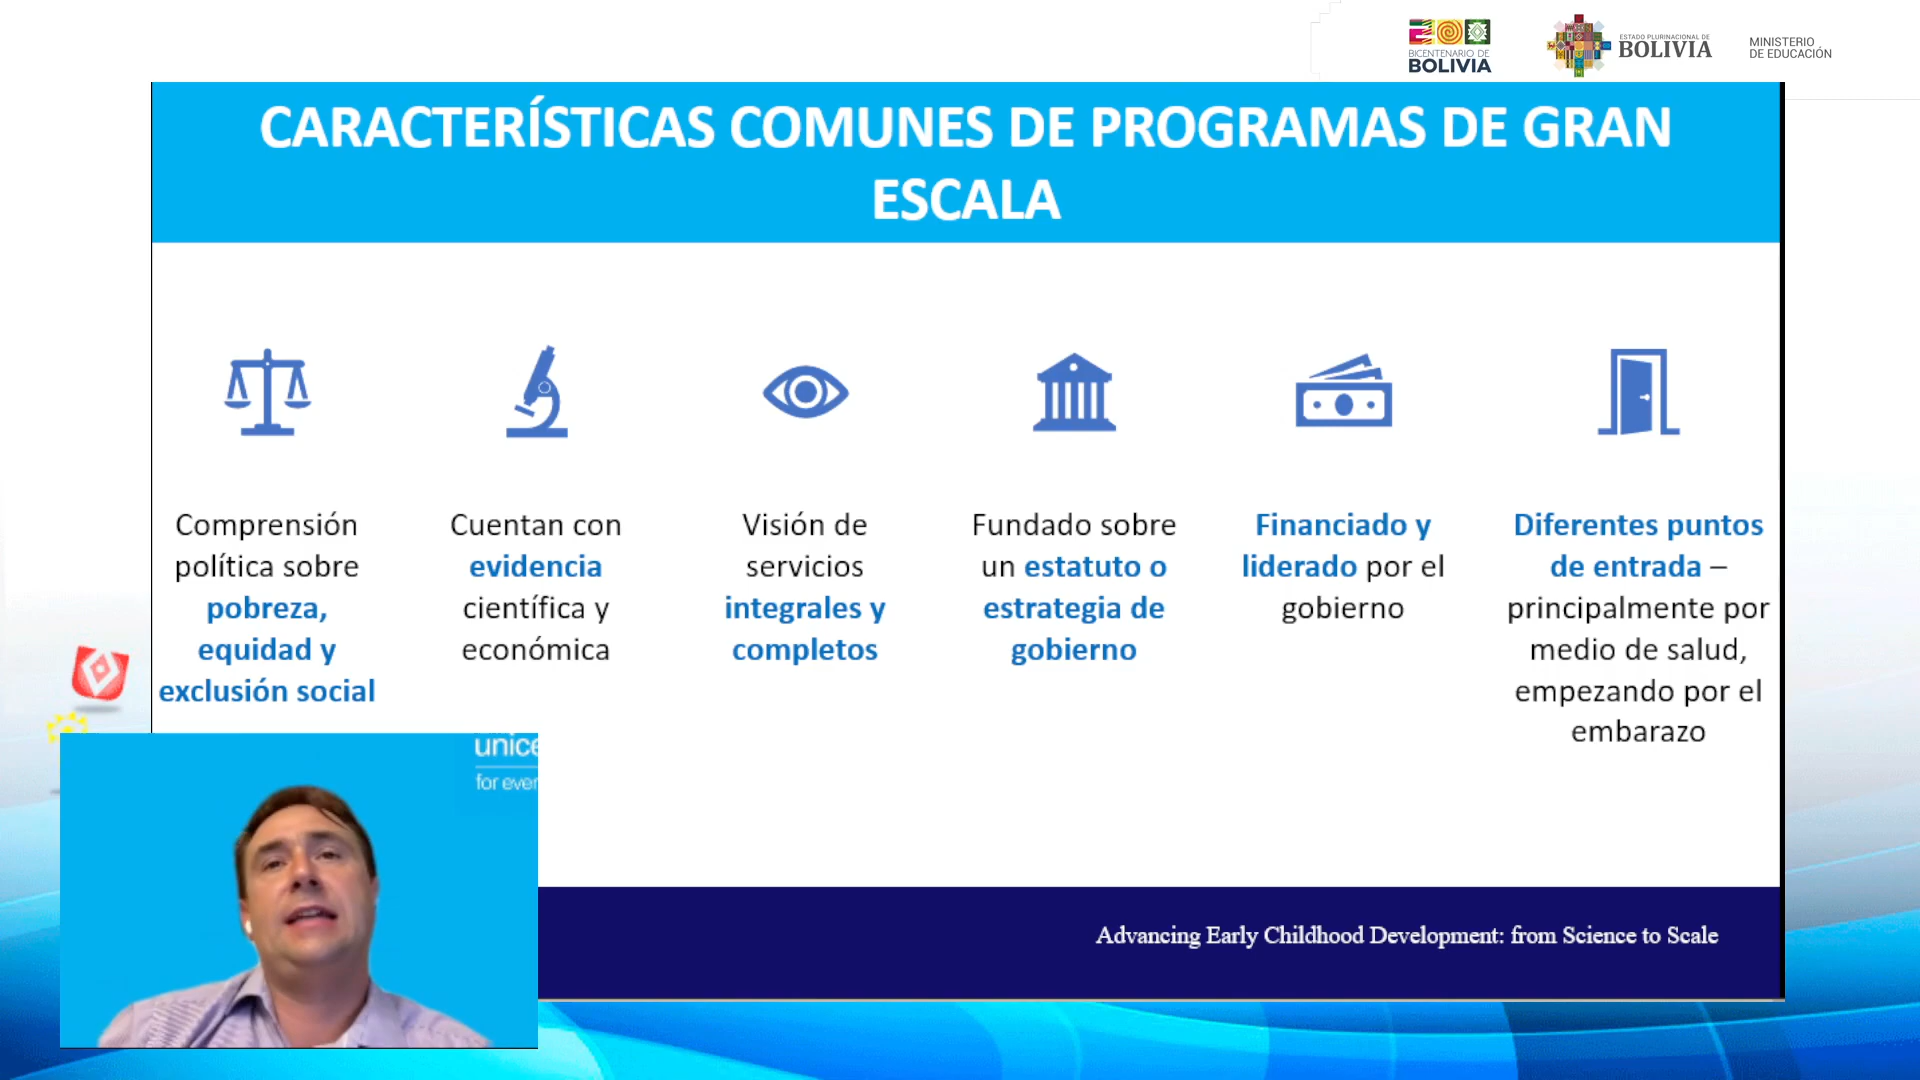 BICENTENARIO DE
BOLIVIA
ESTADO PLURINACIONAL DE
BOLIVIA
MINISTERIO
DE EDUCACIÓN
CARACTERÍSTICAS COMUNES DE PROGRAMAS DE GRAN
ESCALA
Comprensión
política sobre
pobreza,
equidad y
exclusión social
Cuentan con
evidencia
científica y
económica
Visión de
servicios
integrales y
completos
Fundado sobre
un estatuto o
estrategia de
gobierno
Financiado y
liderado por el
gobierno
Diferentes puntos
de entrada –
principalmente por
medio de salud,
empezando por el
embarazo
unice
for ever
Advancing Early Childhood Development: from Science to Scale